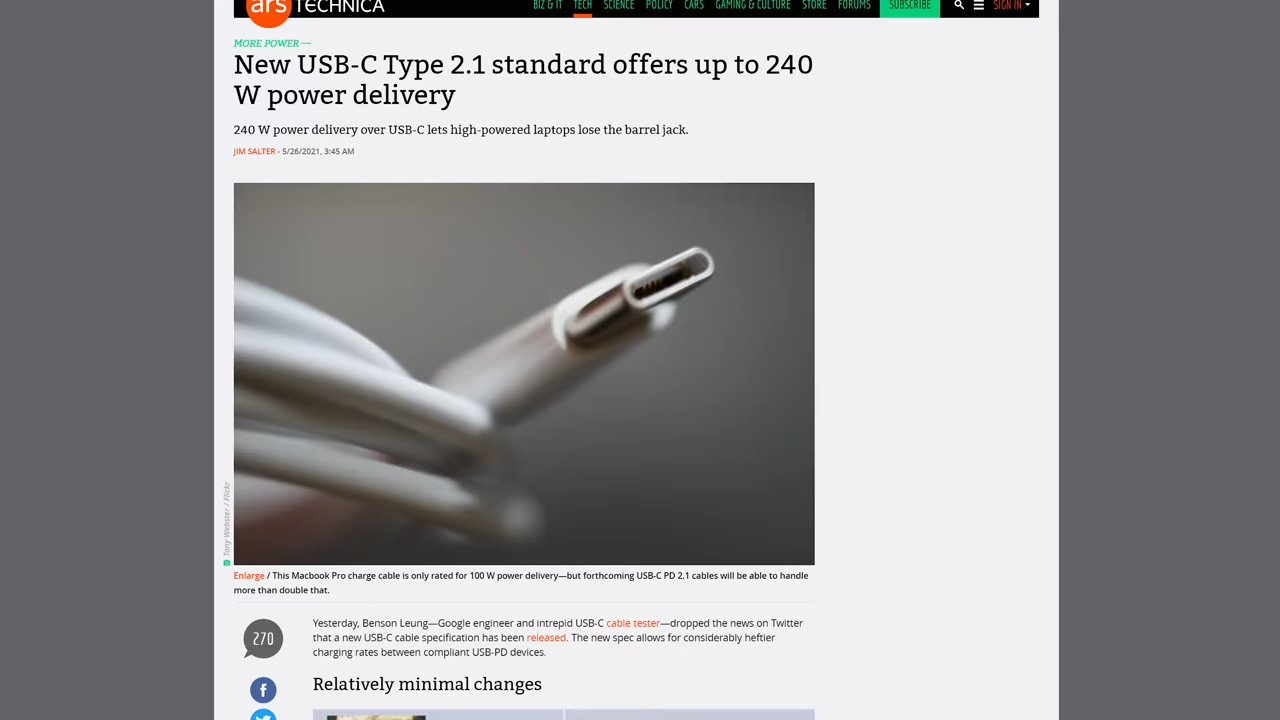 ars TECHNICA
BIZ & IT TECH SCIENCE POLICY CARS GAMING & CULTURE STORE FORUMS SUBSCRIBE SIGN IN
MORE POWER —
New USB-C Type 2.1 standard offers up to 240
W power delivery
240 W power delivery over USB-C lets high-powered laptops lose the barrel jack.
JIM SALTER - 5/26/2021, 3:45 AM
Tony Webster / Flickr
Enlarge / This Macbook Pro charge cable is only rated for 100 W power delivery—but forthcoming USB-C PD 2.1 cables will be able to handle
more than double that.
270
Yesterday, Benson Leung—Google engineer and intrepid USB-C cable tester—dropped the news on Twitter
that a new USB-C cable specification has been released. The new spec allows for considerably heftier
charging rates between compliant USB-PD devices.
Relatively minimal changes